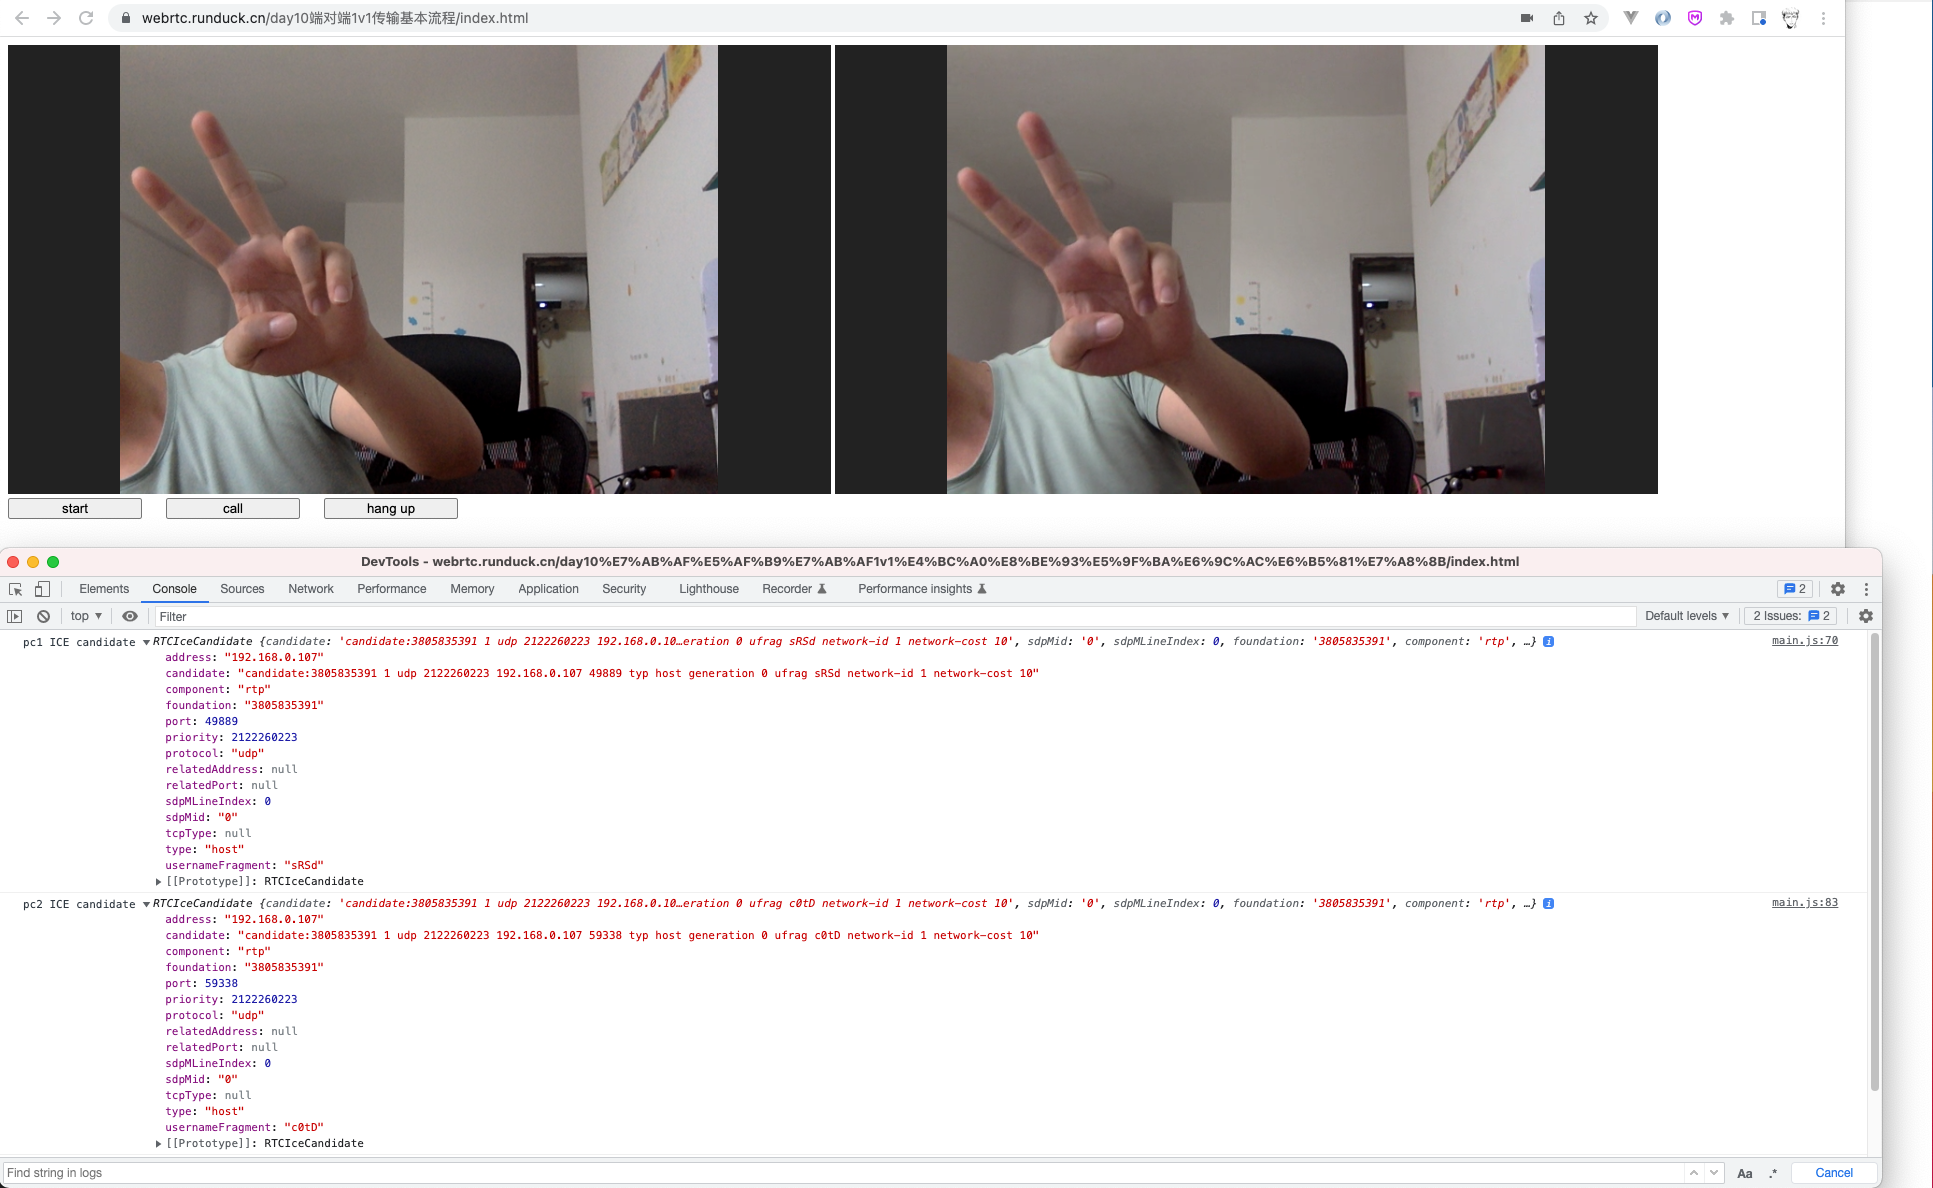 webrtc.runduck.cn/day10端对端1v1传输基本流程/index.html
start
call
hang up
DevTools - webrtc.runduck.cn/day10%E7%AB%AF%E5%AF%B9%E7%AB%AF1v1%E4%BC%A0%E8%BE%93%E5%9F%BA%E6%9C%AC%E6%B5%81%E7%A8%8B/index.html
Elements Console Sources Network Performance Memory Application Security Lighthouse Recorder Performance insights 2
top Filter Default levels 2 Issues: 2
pc1 ICE candidate RTCIceCandidate {candidate: 'candidate:3805835391 1 udp 2122260223 192.168.0.10…eration 0 ufrag sRSd network-id 1 network-cost 10', sdpMid: '0', sdpMLineIndex: 0, foundation: '3805835391', component: 'rtp', …} main.js:70
address: "192.168.0.107"
candidate: "candidate:3805835391 1 udp 2122260223 192.168.0.107 49889 typ host generation 0 ufrag sRSd network-id 1 network-cost 10"
component: "rtp"
foundation: "3805835391"
port: 49889
priority: 2122260223
protocol: "udp"
relatedAddress: null
relatedPort: null
sdpMLineIndex: 0
sdpMid: "0"
tcpType: null
type: "host"
usernameFragment: "sRSd"
[[Prototype]]: RTCIceCandidate
pc2 ICE candidate RTCIceCandidate {candidate: 'candidate:3805835391 1 udp 2122260223 192.168.0.10…eration 0 ufrag c0tD network-id 1 network-cost 10', sdpMid: '0', sdpMLineIndex: 0, foundation: '3805835391', component: 'rtp', …} main.js:83
address: "192.168.0.107"
candidate: "candidate:3805835391 1 udp 2122260223 192.168.0.107 59338 typ host generation 0 ufrag c0tD network-id 1 network-cost 10"
component: "rtp"
foundation: "3805835391"
port: 59338
priority: 2122260223
protocol: "udp"
relatedAddress: null
relatedPort: null
sdpMLineIndex: 0
sdpMid: "0"
tcpType: null
type: "host"
usernameFragment: "c0tD"
[[Prototype]]: RTCIceCandidate
Find string in logs Aa .* Cancel